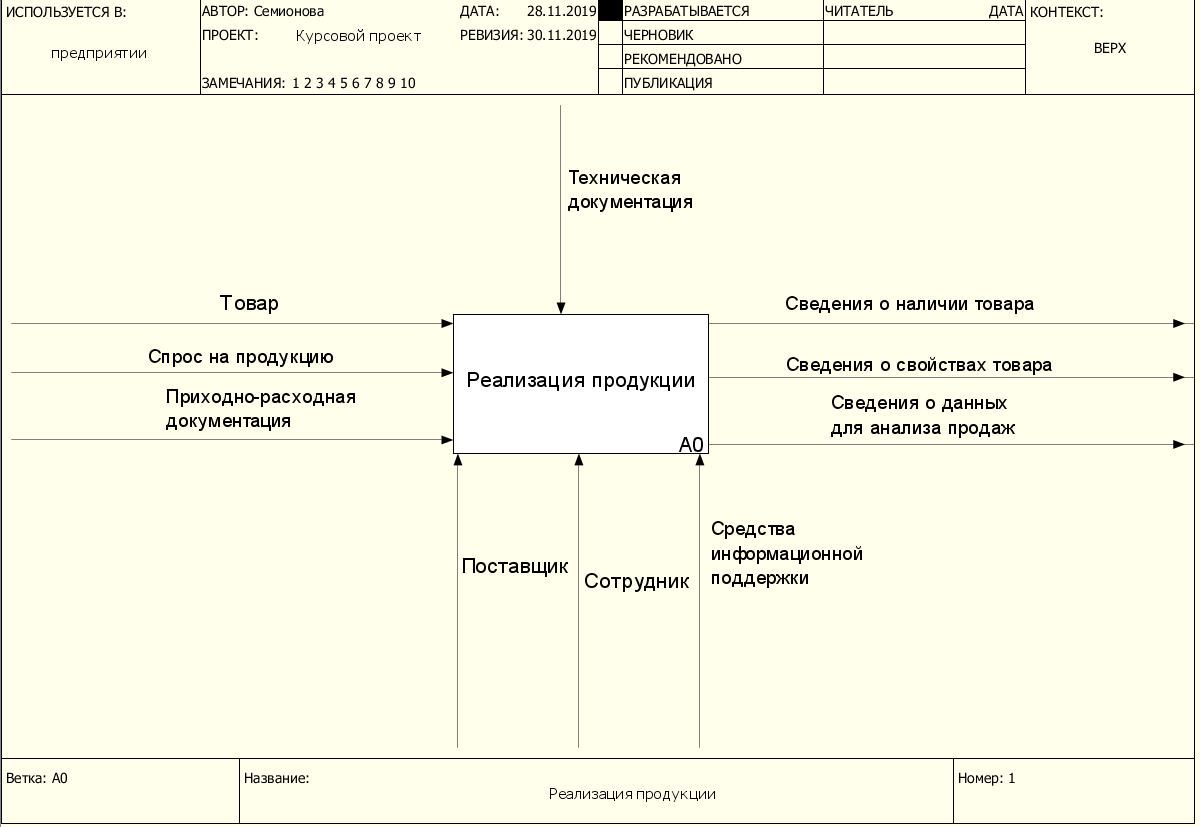 ИСПОЛЬЗУЕТСЯ В:
предприятии
АВТОР: Семионова
ДАТА: 28.11.2019
ПРОЕКТ: Курсовой проект
РЕВИЗИЯ: 30.11.2019
ЗАМЕЧАНИЯ: 1 2 3 4 5 6 7 8 9 10
РАЗРАБАТЫВАЕТСЯ
ЧЕРНОВИК
РЕКОМЕНДОВАНО
ПУБЛИКАЦИЯ
ЧИТАТЕЛЬ ДАТА
КОНТЕКСТ:
ВЕРХ
Техническая
документация
Товар
Спрос на продукцию
Приходно-расходная
документация
Реализация продукции
A0
Сведения о наличии товара
Сведения о свойствах товара
Сведения о данных
для анализа продаж
Поставщик
Сотрудник
Средства
информационной
поддержки
Ветка: A0
Название:
Реализация продукции
Номер: 1